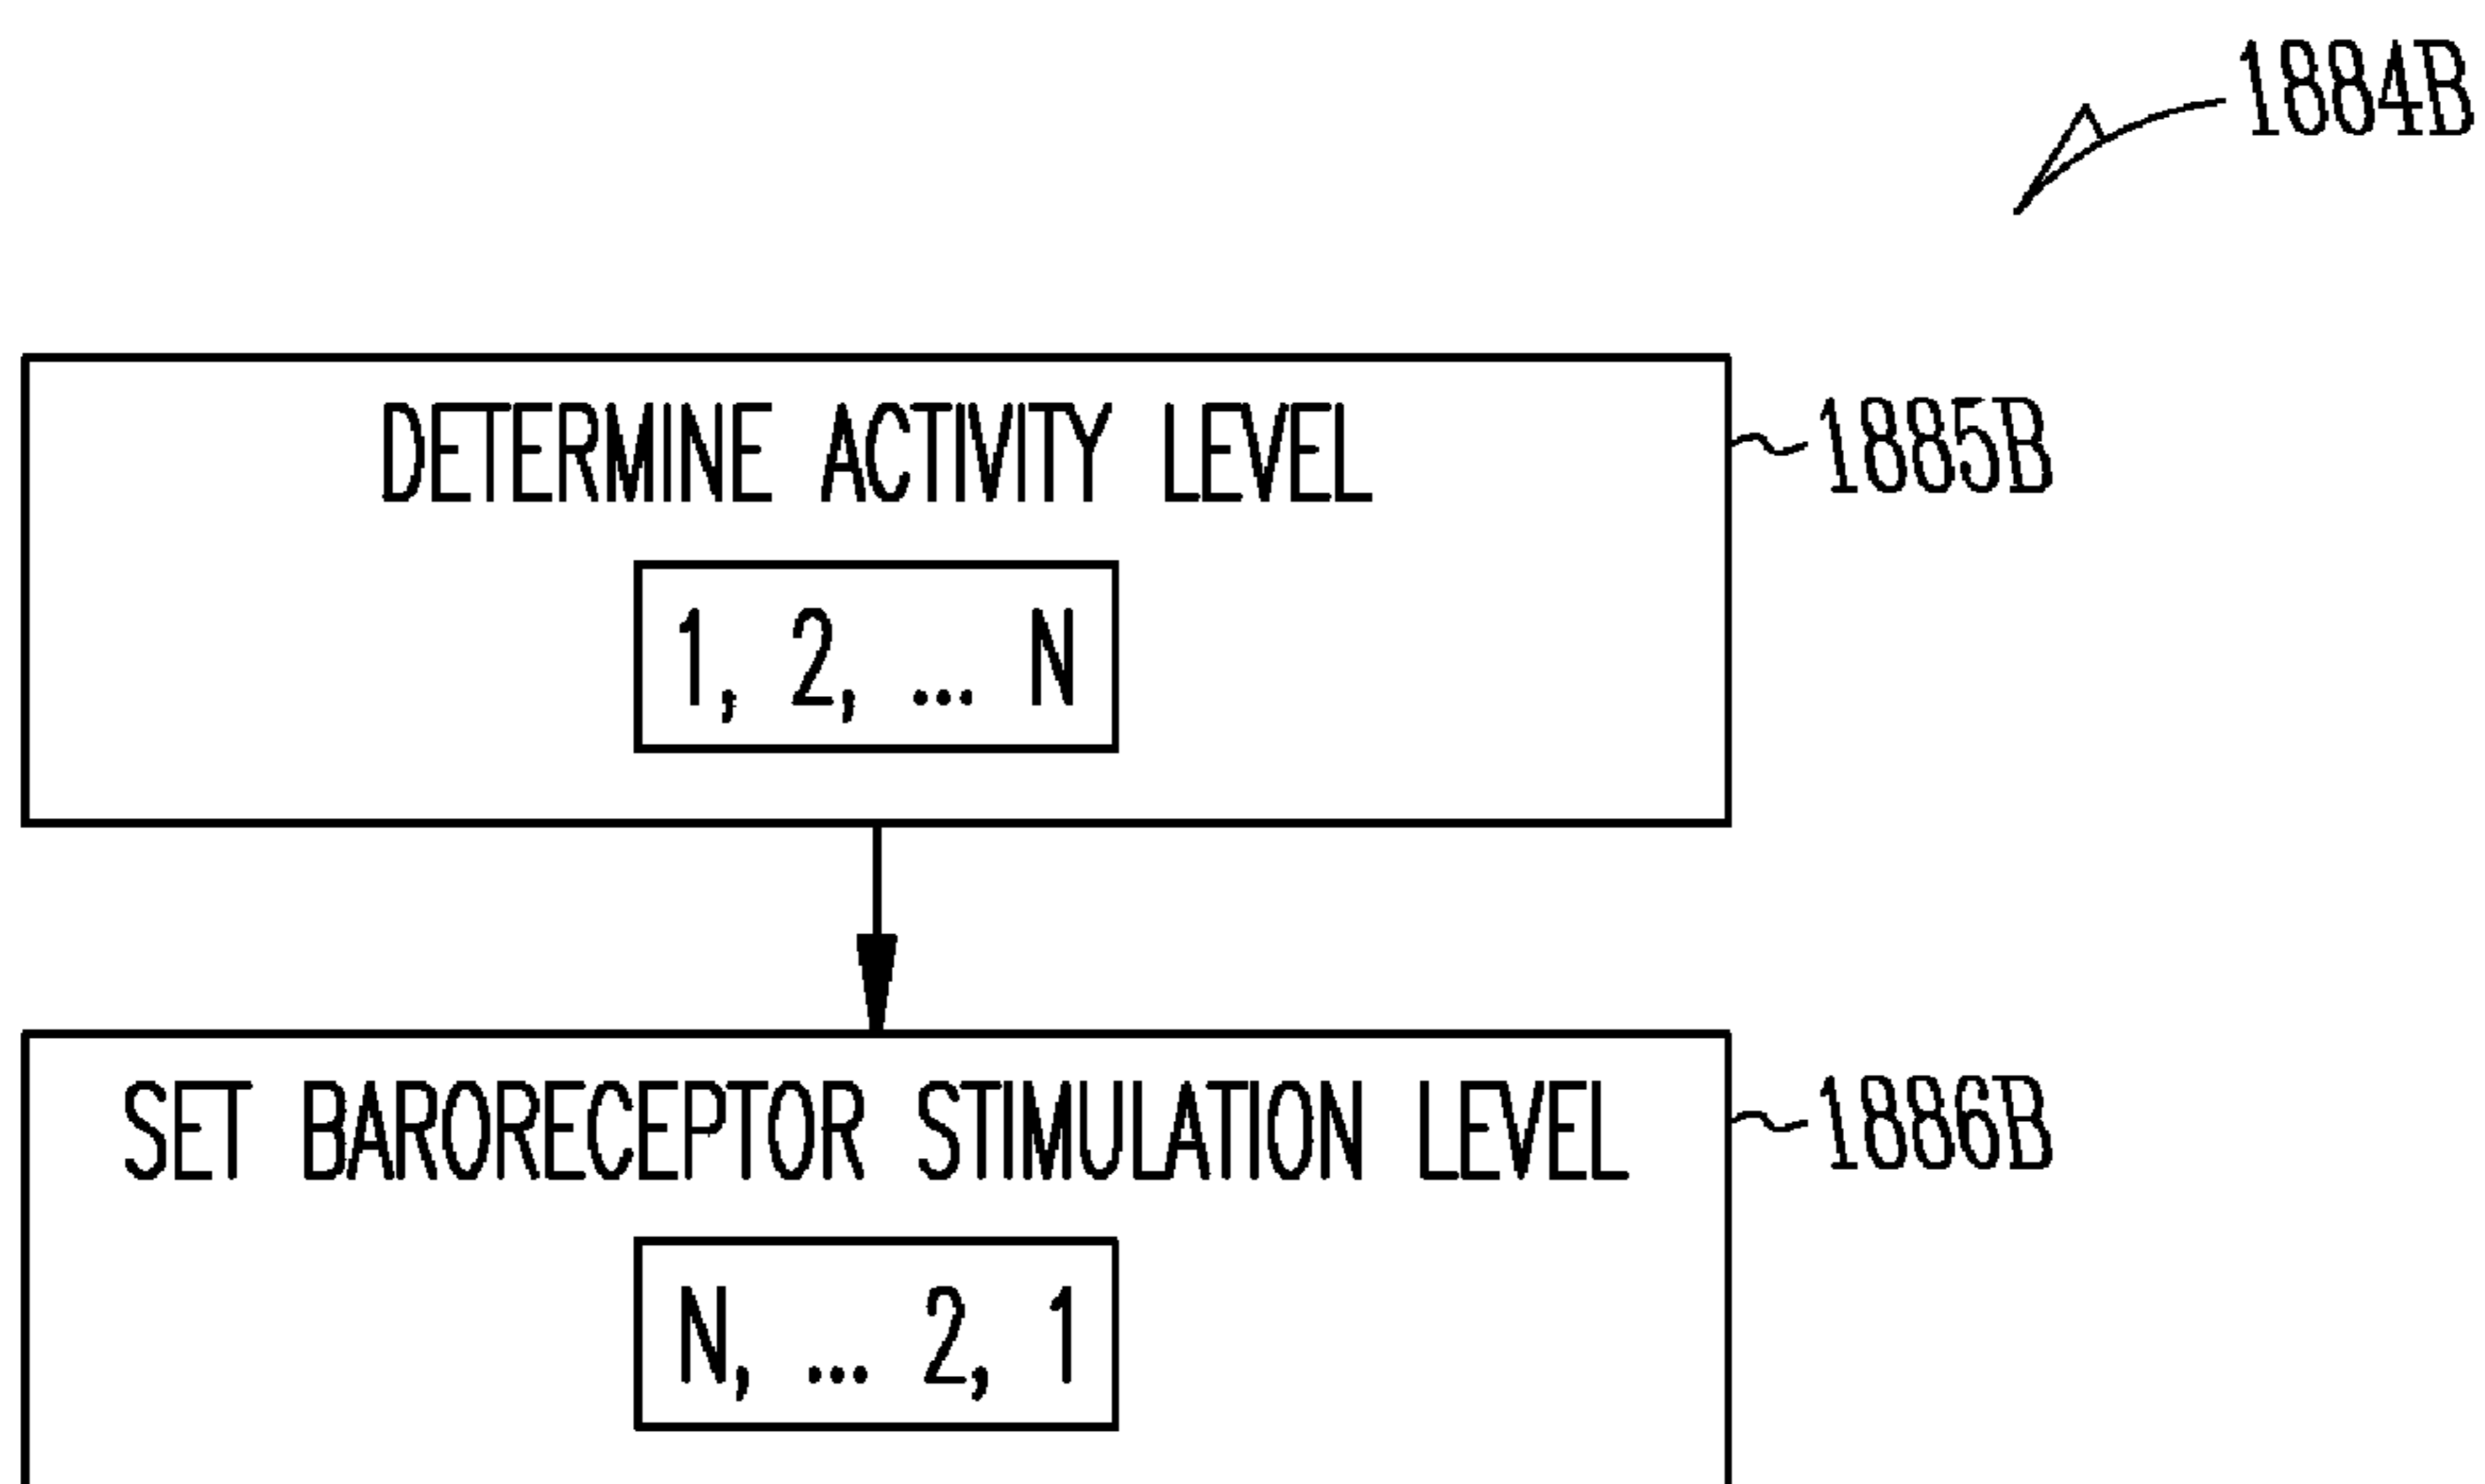 1884B
DETERMINE ACTIVITY LEVEL
1885B
1, 2, ... N
SET BARORECEPTOR STIMULATION LEVEL
1886B
N, ... 2, 1